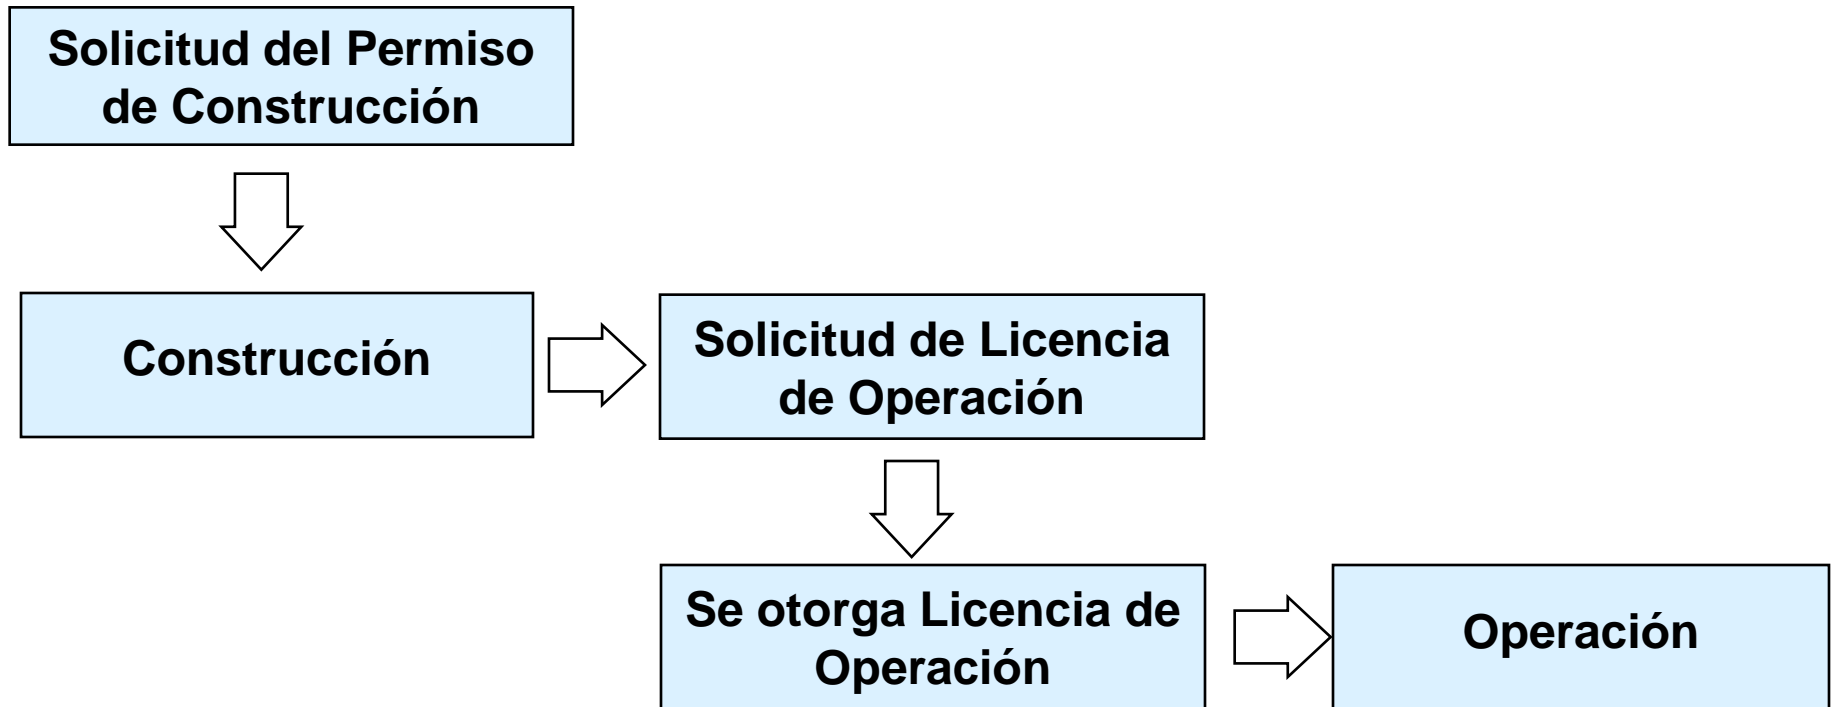 Solicitud del Permiso
de Construcción
Construcción
Solicitud de Licencia
de Operación
Se otorga Licencia de
Operación
Operación